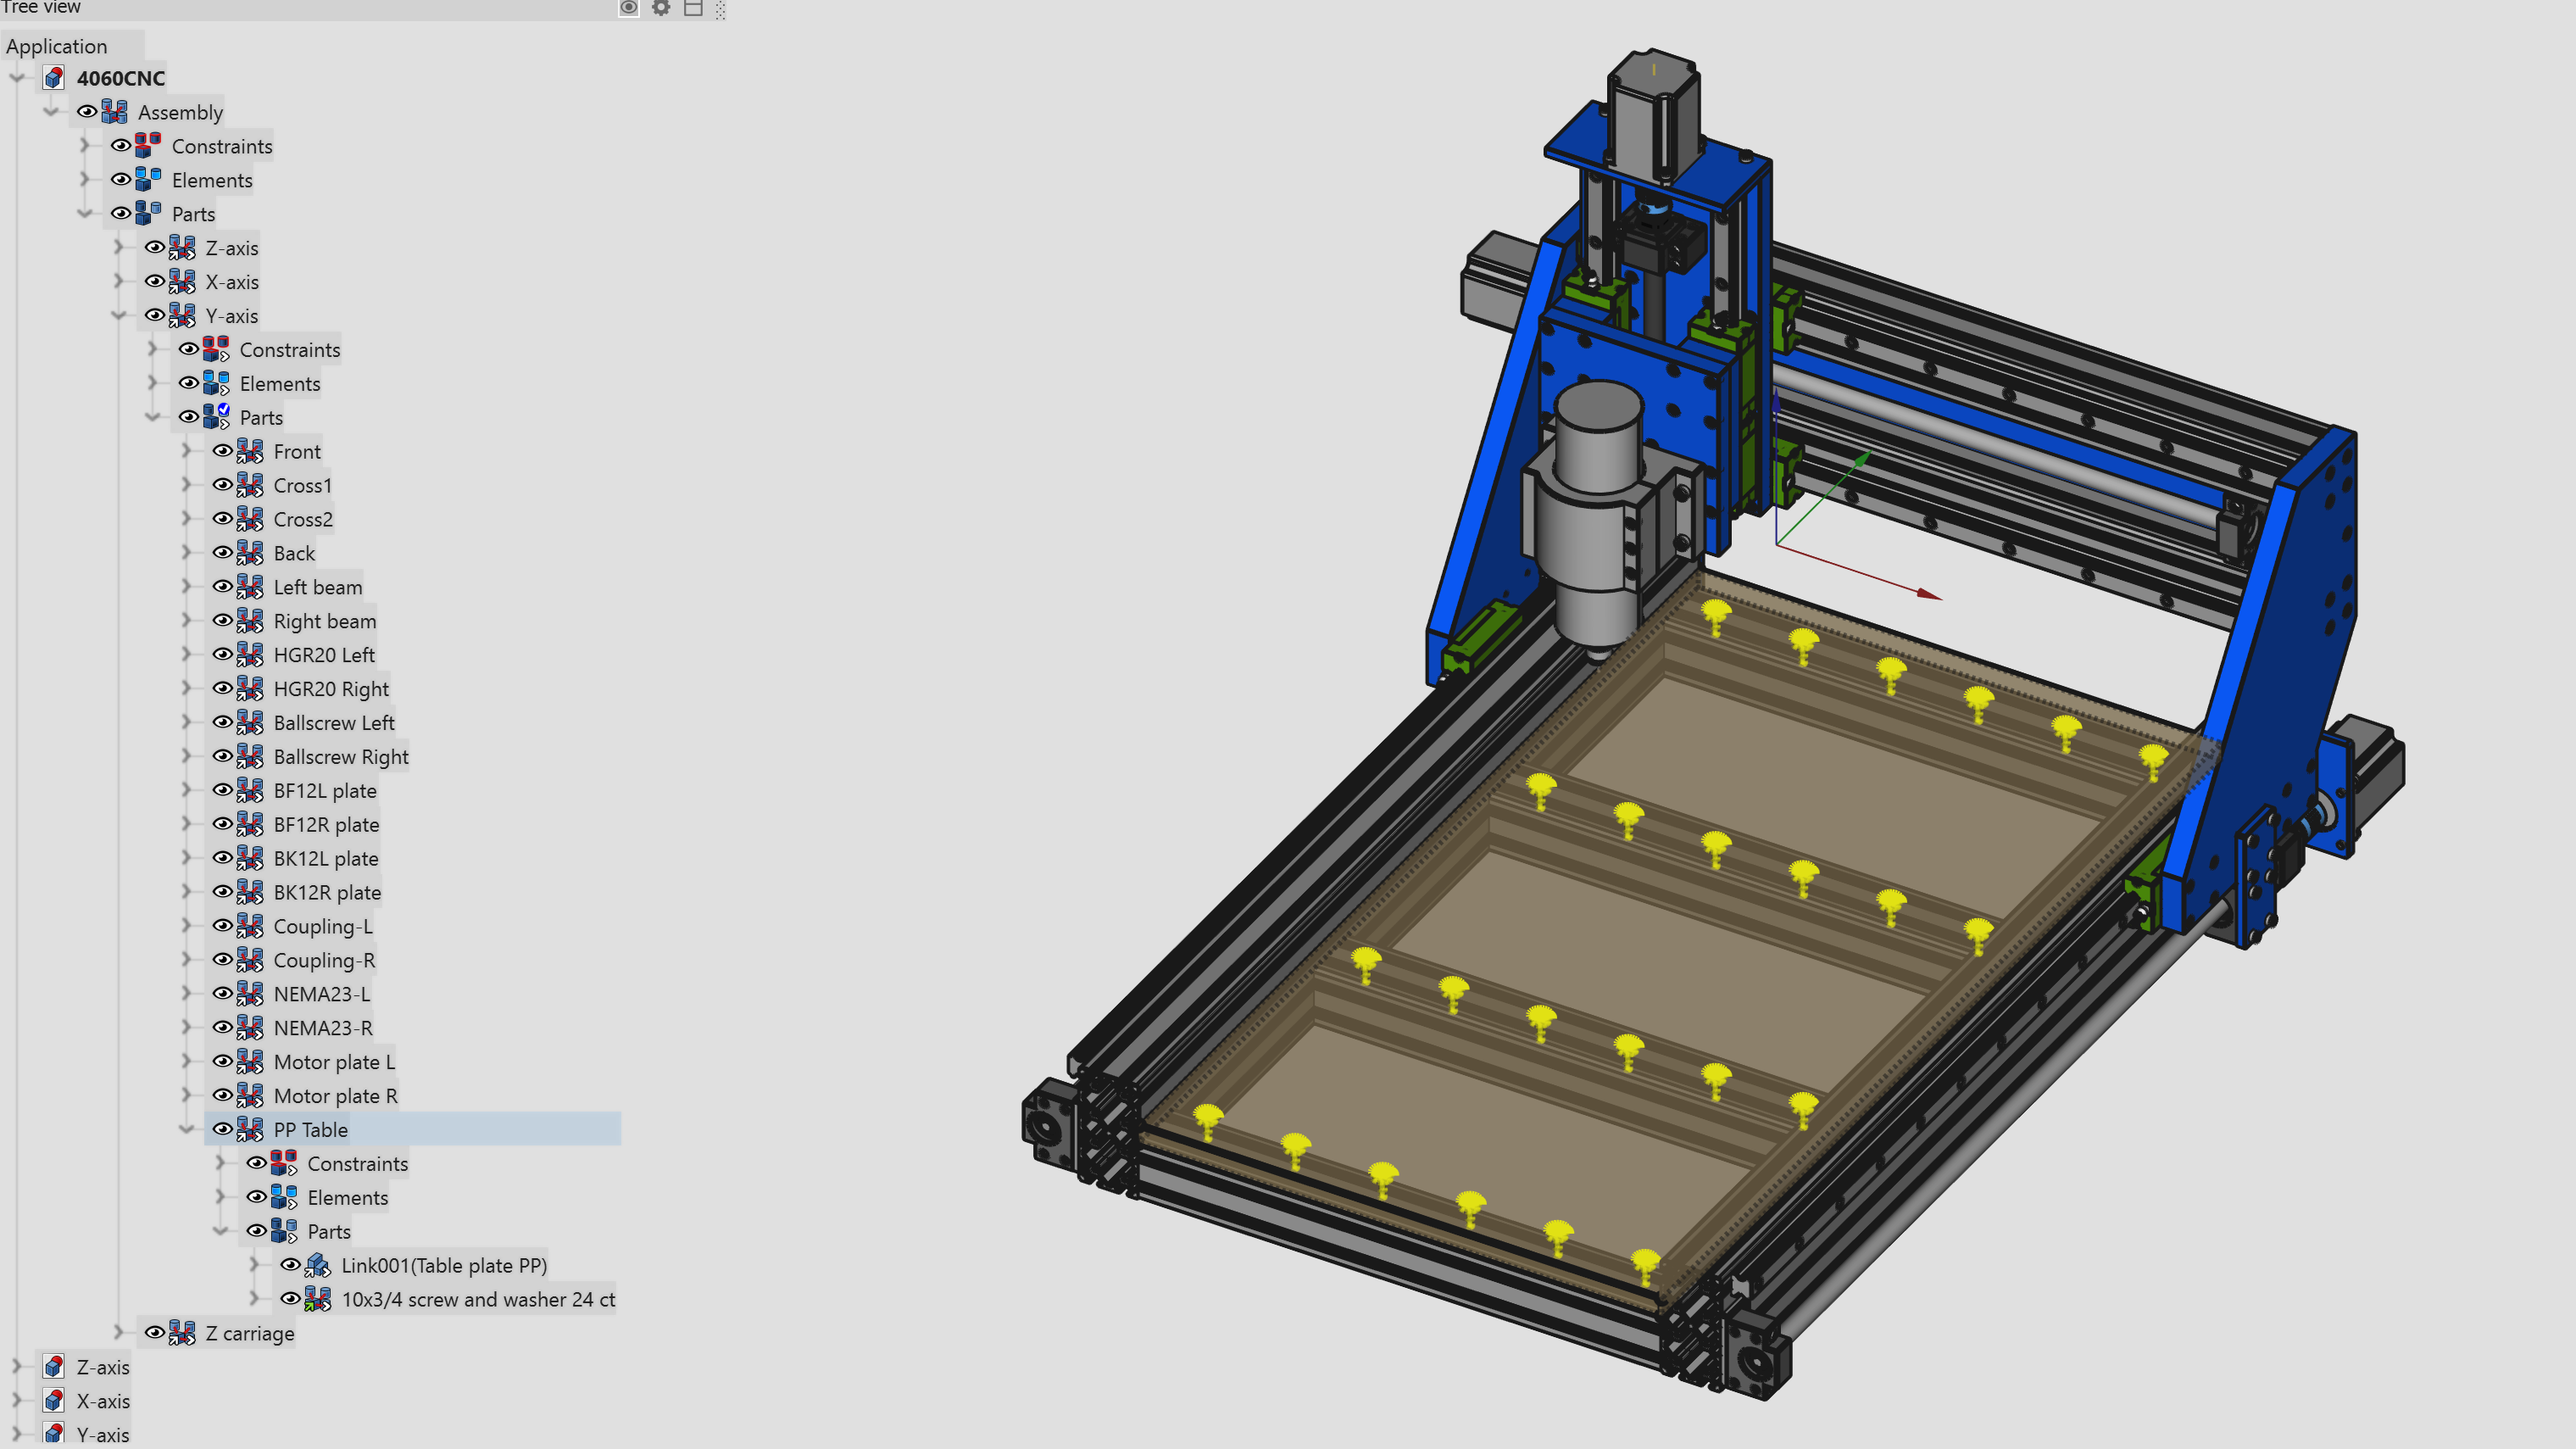 Tree view
Application
4060CNC
Assembly
Constraints
Elements
Parts
Z-axis
X-axis
Y-axis
Constraints
Elements
Parts
Front
Cross1
Cross2
Back
Left beam
Right beam
HGR20 Left
HGR20 Right
Ballscrew Left
Ballscrew Right
BF12L plate
BF12R plate
BK12L plate
BK12R plate
Coupling-L
Coupling-R
NEMA23-L
NEMA23-R
Motor plate L
Motor plate R
PP Table
Constraints
Elements
Parts
Link001(Table plate PP)
10x3/4 screw and washer 24 ct
Z carriage
Z-axis
X-axis
Y-axis